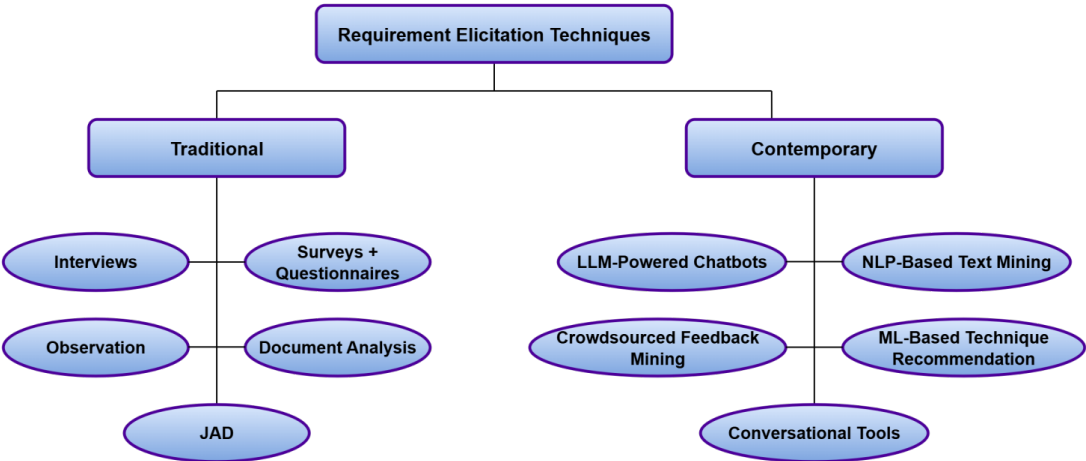 Requirement Elicitation Techniques
Traditional
Contemporary
Interviews
Surveys +
Questionnaires
LLM-Powered Chatbots
NLP-Based Text Mining
Observation
Document Analysis
Crowdsourced Feedback
Mining
ML-Based Technique
Recommendation
JAD
Conversational Tools